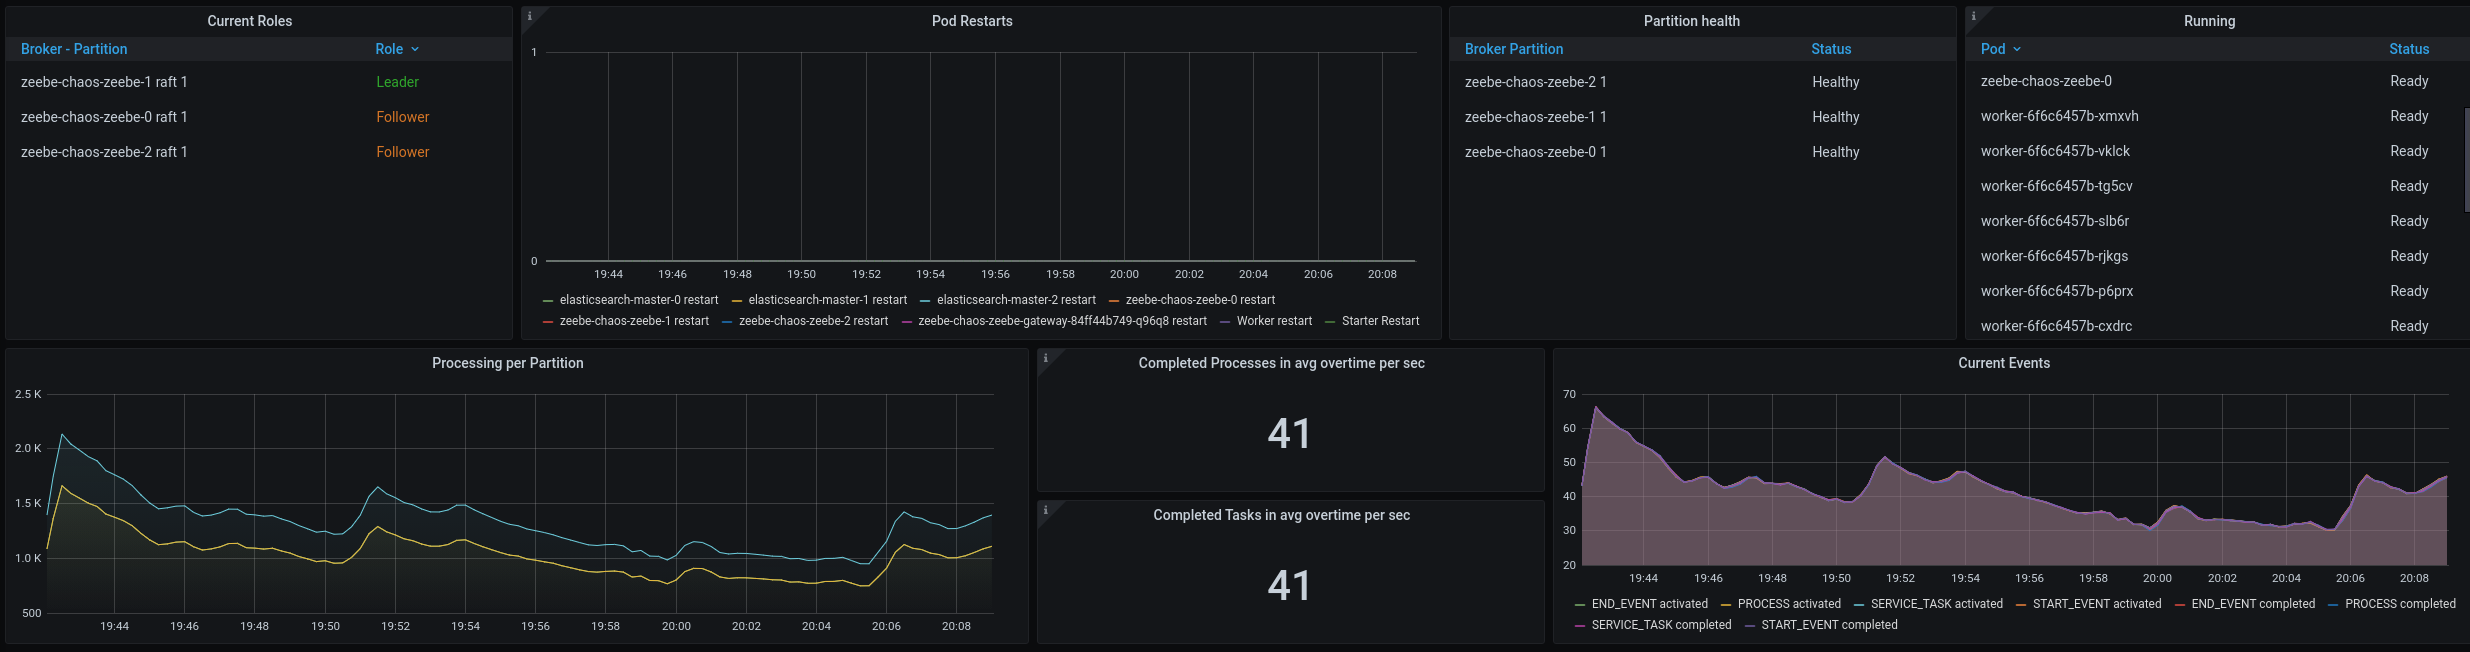 Current Roles
Broker - Partition Role
zeebe-chaos-zeebe-1 raft 1 Leader
zeebe-chaos-zeebe-0 raft 1 Follower
zeebe-chaos-zeebe-2 raft 1 Follower
i
Pod Restarts
1
0
19:44 19:46 19:48 19:50 19:52 19:54 19:56 19:58 20:00 20:02 20:04 20:06 20:08
elasticsearch-master-0 restart elasticsearch-master-1 restart elasticsearch-master-2 restart zeebe-chaos-zeebe-0 restart
zeebe-chaos-zeebe-1 restart zeebe-chaos-zeebe-2 restart zeebe-chaos-zeebe-gateway-84ff44b749-q96q8 restart Worker restart Starter Restart
Partition health
Broker Partition Status
zeebe-chaos-zeebe-2 1 Healthy
zeebe-chaos-zeebe-1 1 Healthy
zeebe-chaos-zeebe-0 1 Healthy
i
Running
Pod Status
zeebe-chaos-zeebe-0 Ready
worker-6f6c6457b-xmxvh Ready
worker-6f6c6457b-vklck Ready
worker-6f6c6457b-tg5cv Ready
worker-6f6c6457b-slb6r Ready
worker-6f6c6457b-rjkgs Ready
worker-6f6c6457b-p6prx Ready
worker-6f6c6457b-cxdrc Ready
Processing per Partition
2.5 K
2.0 K
1.5 K
1.0 K
500
19:44 19:46 19:48 19:50 19:52 19:54 19:56 19:58 20:00 20:02 20:04 20:06 20:08
i
Completed Processes in avg overtime per sec
41
i
Completed Tasks in avg overtime per sec
41
Current Events
70
60
50
40
30
20
19:44 19:46 19:48 19:50 19:52 19:54 19:56 19:58 20:00 20:02 20:04 20:06 20:08
END_EVENT activated PROCESS activated SERVICE_TASK activated START_EVENT activated END_EVENT completed PROCESS completed
SERVICE_TASK completed START_EVENT completed